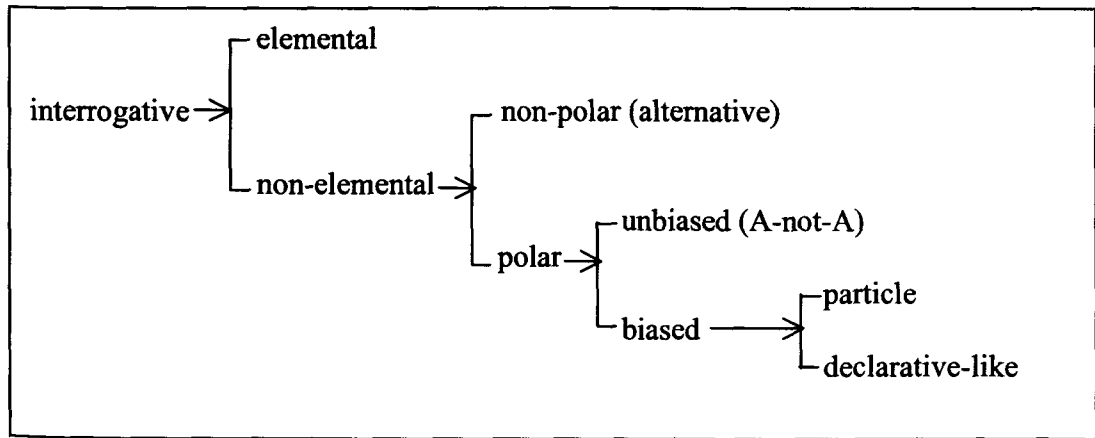 elemental
interrogative
non-polar (alternative)
non-elemental
unbiased (A-not-A)
polar
particle
biased
declarative-like